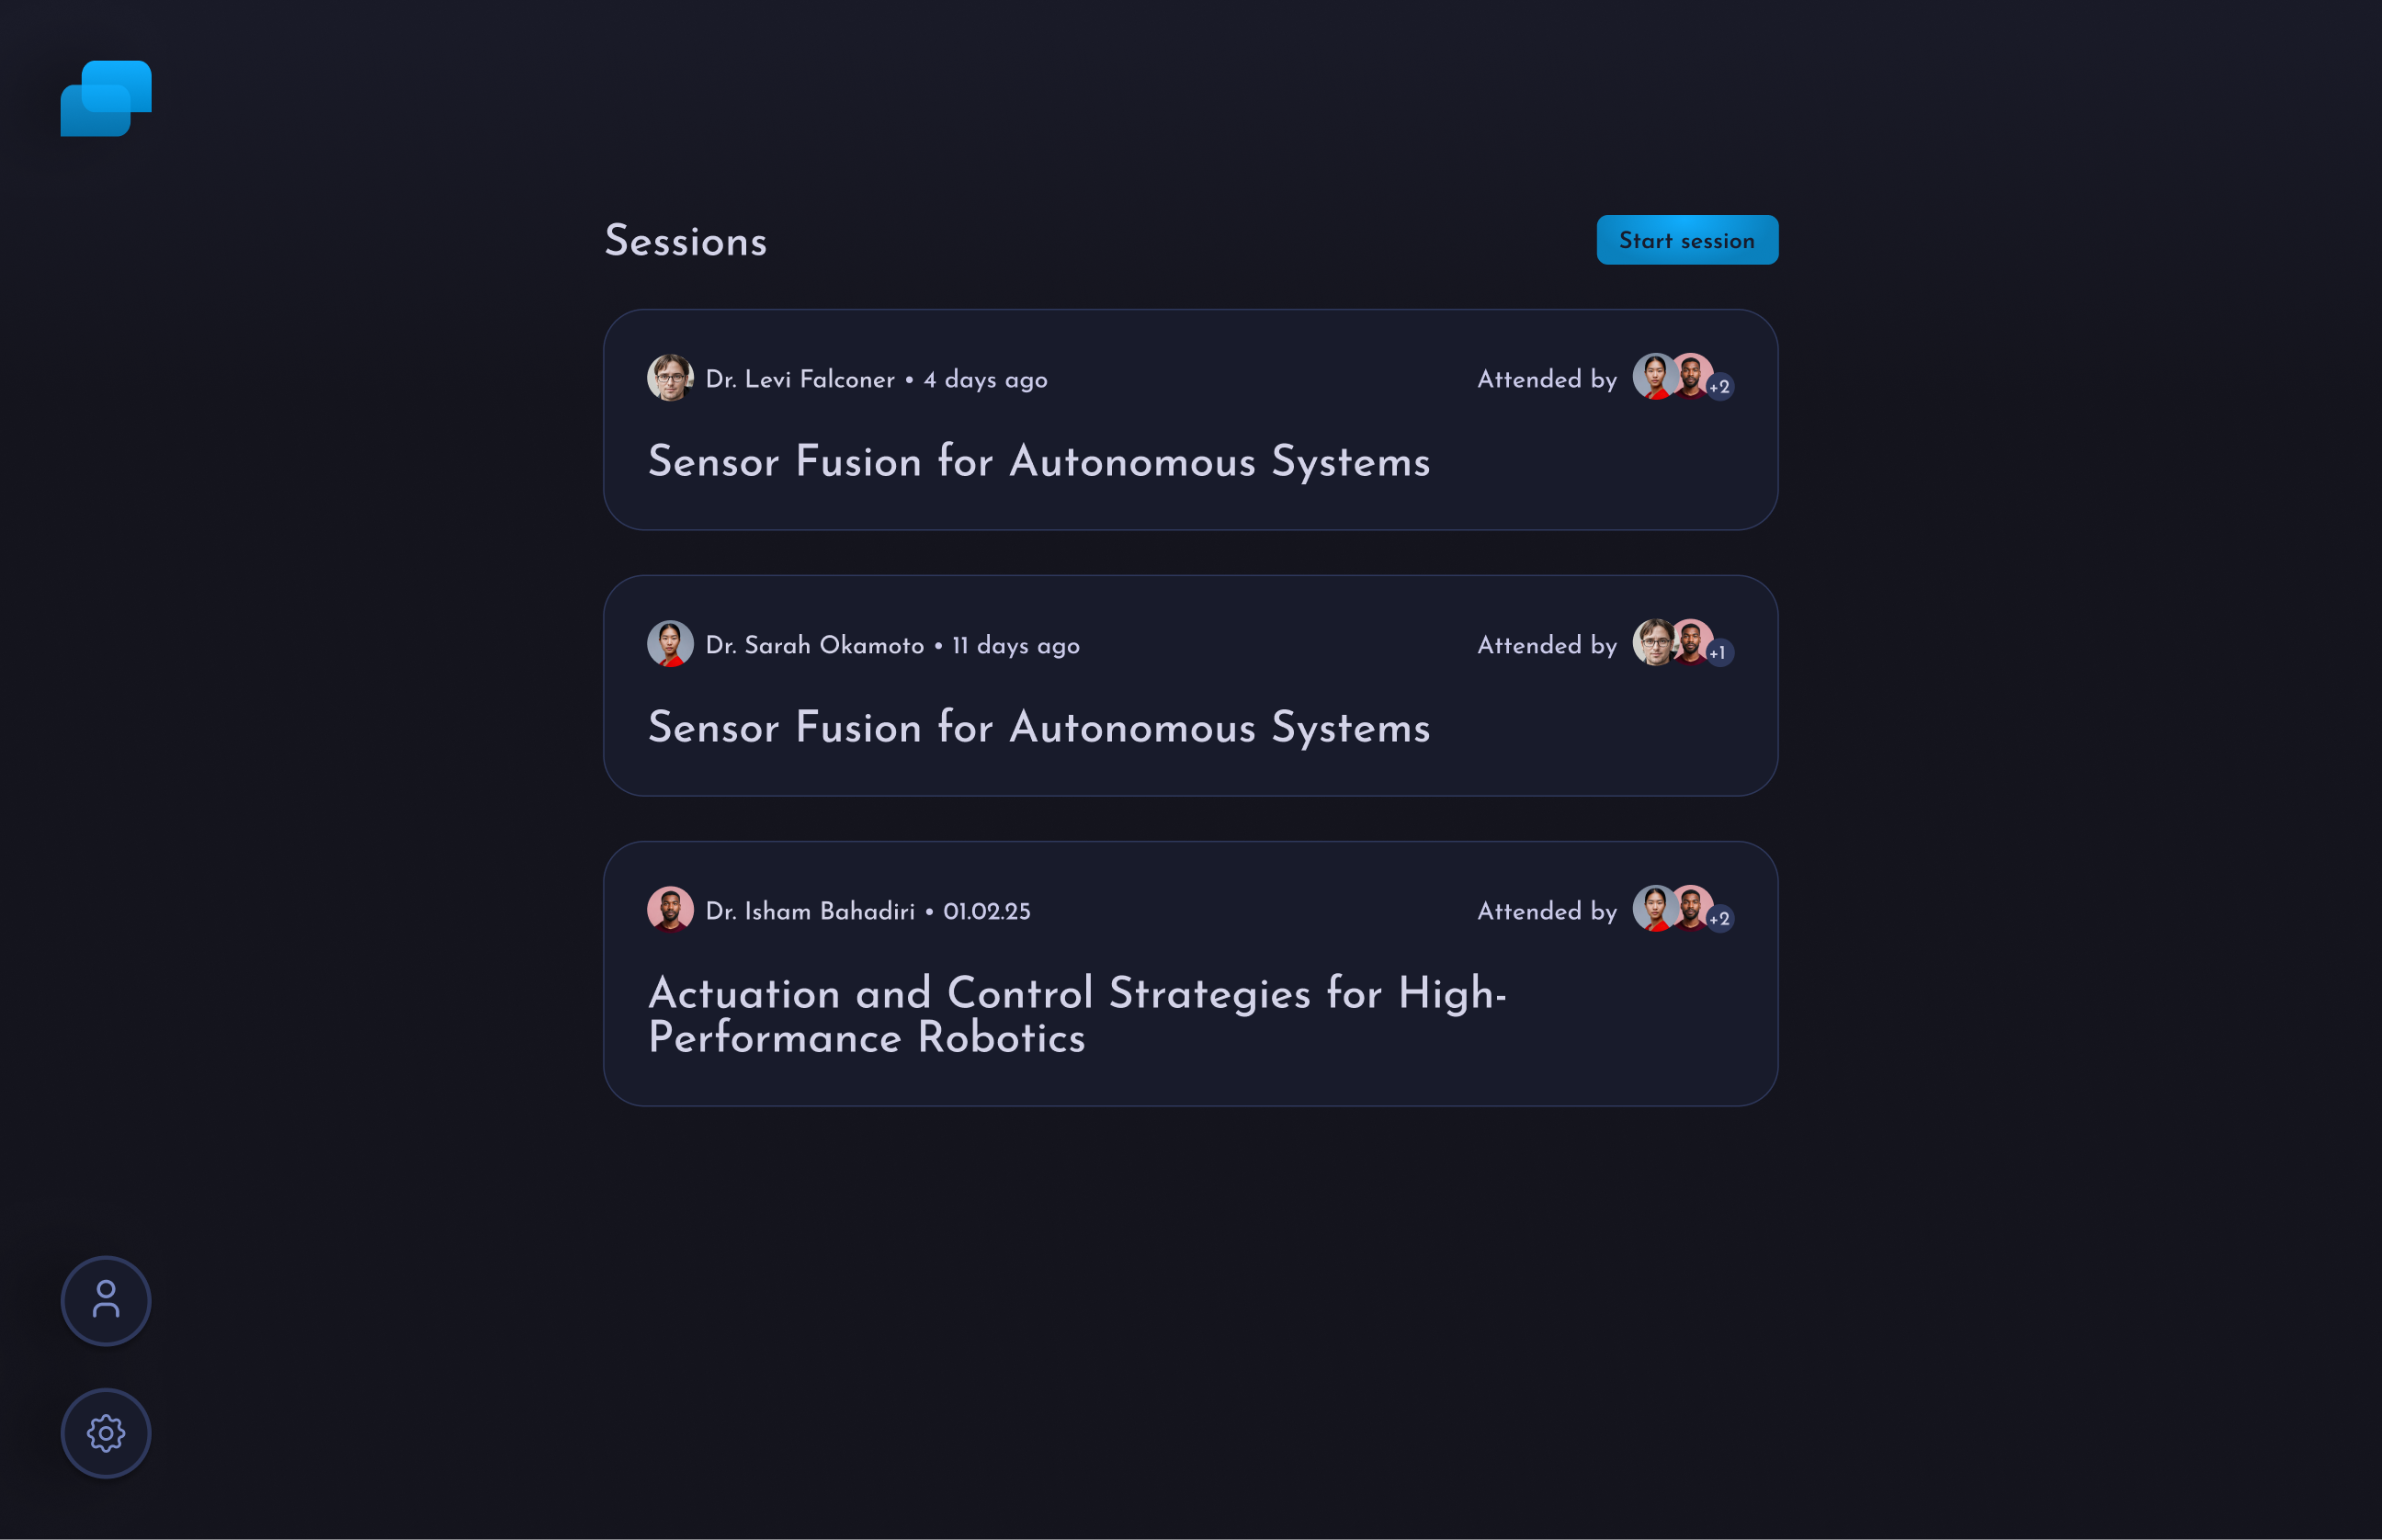 Sessions
Start session
Dr. Levi Falconer • 4 days ago
Attended by
+2
Sensor Fusion for Autonomous Systems
Dr. Sarah Okamoto • 11 days ago
Attended by
+1
Sensor Fusion for Autonomous Systems
Dr. Isham Bahadiri • 01.02.25
Attended by
+2
Actuation and Control Strategies for High-
Performance Robotics